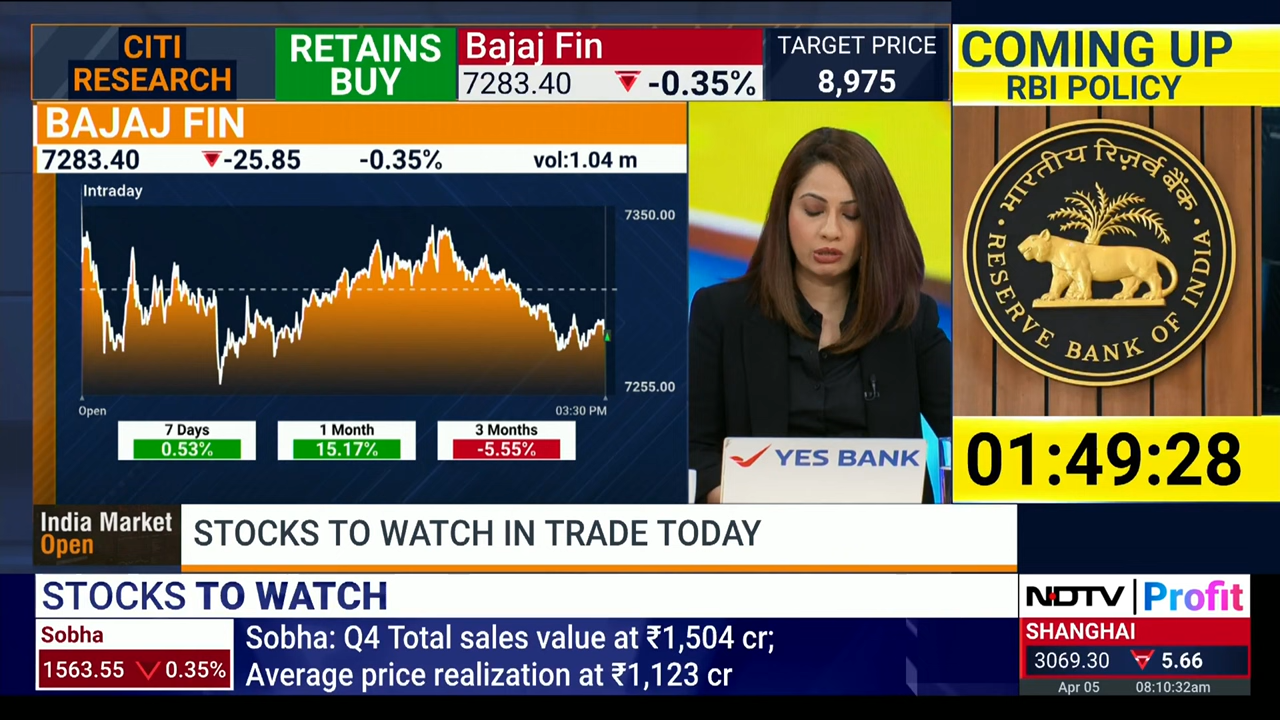 CITI
RESEARCH
RETAINS
BUY
Bajaj Fin
7283.40 -0.35%
TARGET PRICE
8,975
COMING UP
RBI POLICY
BAJAJ FIN
7283.40 -25.85 -0.35% vol:1.04 m
Intraday
7350.00
7255.00
Open 03:30 PM
7 Days
0.53%
1 Month
15.17%
3 Months
-5.55%
YES BANK
भारतीय रिज़र्व बैंक
RESERVE BANK OF INDIA
01:49:28
India Market
Open
STOCKS TO WATCH IN TRADE TODAY
STOCKS TO WATCH
Sobha
1563.55 0.35%
Sobha: Q4 Total sales value at ₹1,504 cr;
Average price realization at ₹1,123 cr
NDTV Profit
SHANGHAI
3069.30 5.66
Apr 05 08:10:32am